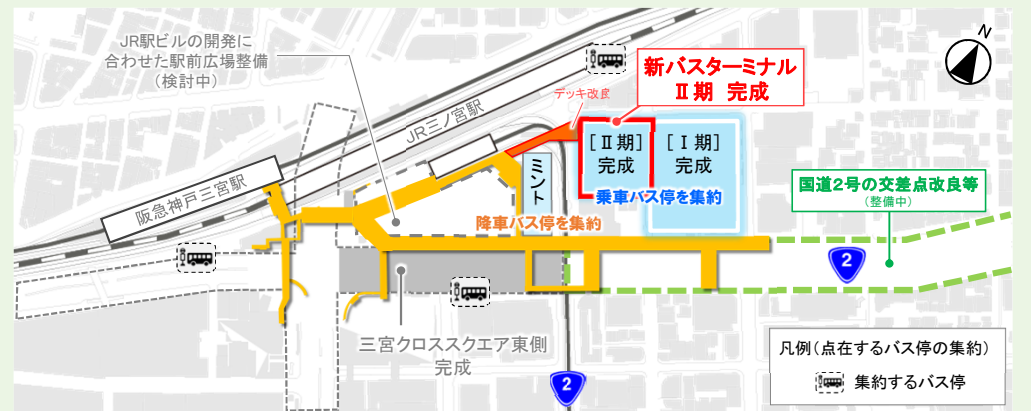 JR駅ビルの開発に
合わせた駅前広場整備
(検討中)
N
新バスターミナル
Ⅱ期 完成
デッキ改良
JR三ノ宮駅
阪急神戸三宮駅
ミント
[Ⅱ期]
完成
[Ⅰ期]
完成
乗車バス停を集約
降車バス停を集約
国道2号の交差点改良等
(整備中)
2
三宮クロススクエア東側
完成
2
凡例(点在するバス停の集約)
集約するバス停